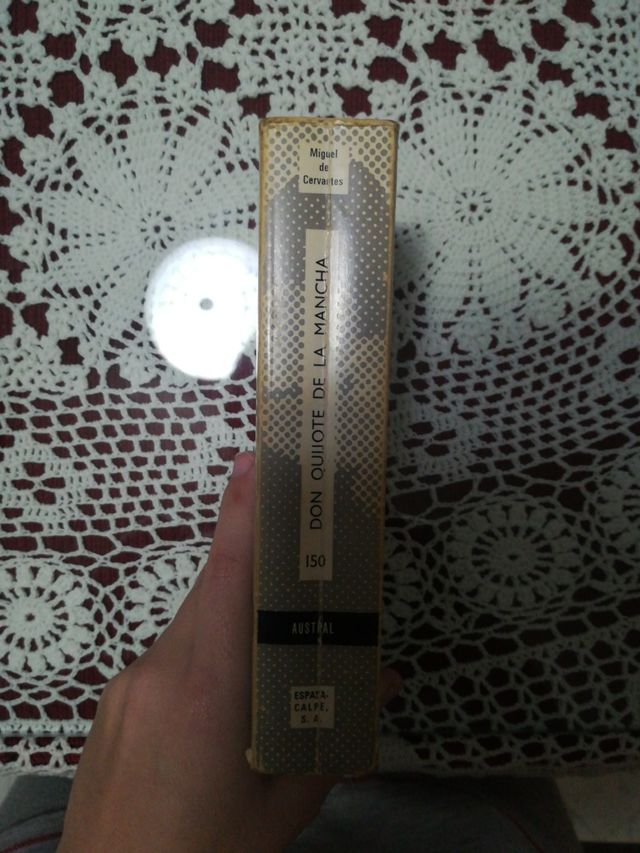 Miguel
de
Cervantes
DON QUIJOTE DE LA MANCHA
150
AUSTRAL
ESPASA-
CALPE,
S. A.